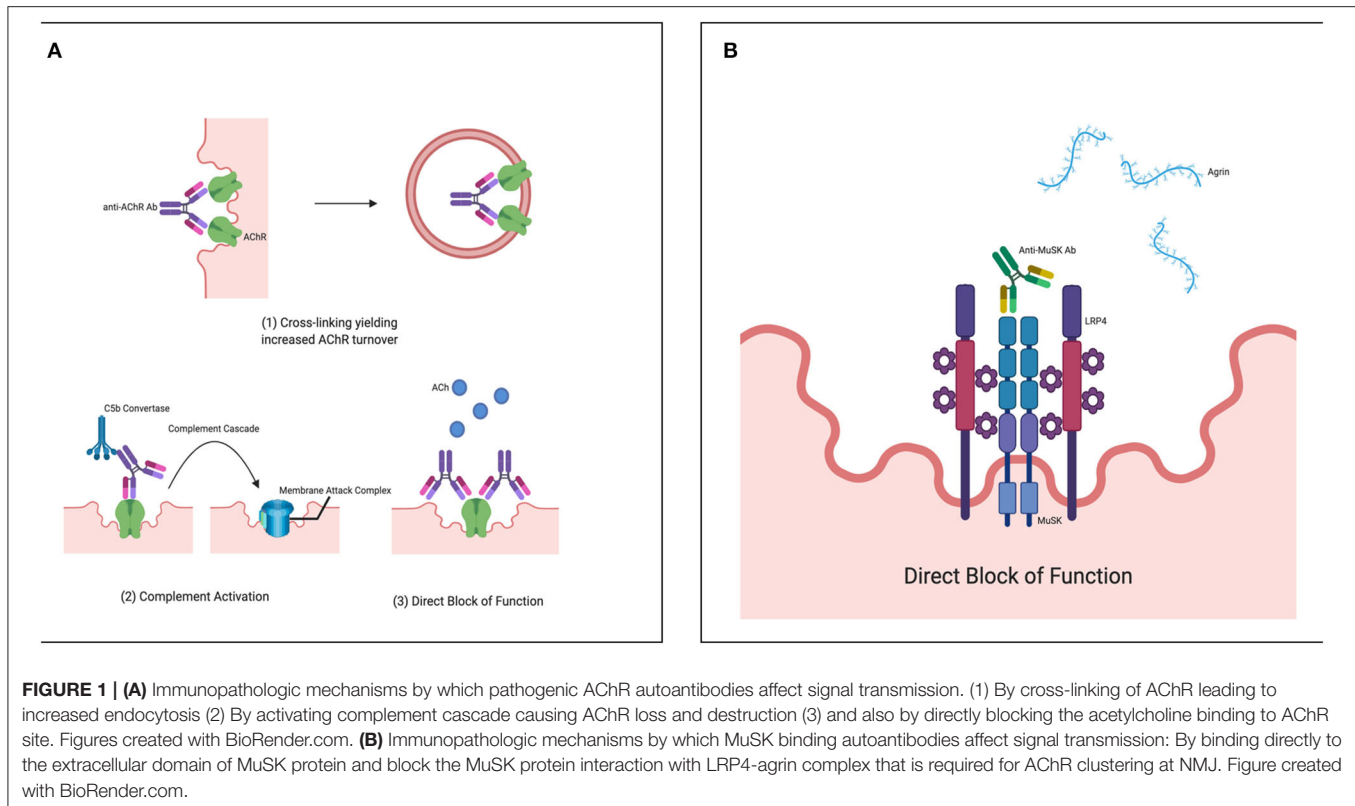 A
anti-AChR Ab
AChR
(1) Cross-linking yielding
increased AChR turnover
C5b Convertase
Complement Cascade
Membrane Attack Complex
(2) Complement Activation
ACh
(3) Direct Block of Function
B
Agrin
Anti-MuSK Ab
LRP4
MuSK
Direct Block of Function
FIGURE 1 | (A) Immunopathologic mechanisms by which pathogenic AChR autoantibodies affect signal transmission. (1) By cross-linking of AChR leading to
increased endocytosis (2) By activating complement cascade causing AChR loss and destruction (3) and also by directly blocking the acetylcholine binding to AChR
site. Figures created with BioRender.com. (B) Immunopathologic mechanisms by which MuSK binding autoantibodies affect signal transmission: By binding directly to
the extracellular domain of MuSK protein and block the MuSK protein interaction with LRP4-agrin complex that is required for AChR clustering at NMJ. Figure created
with BioRender.com.